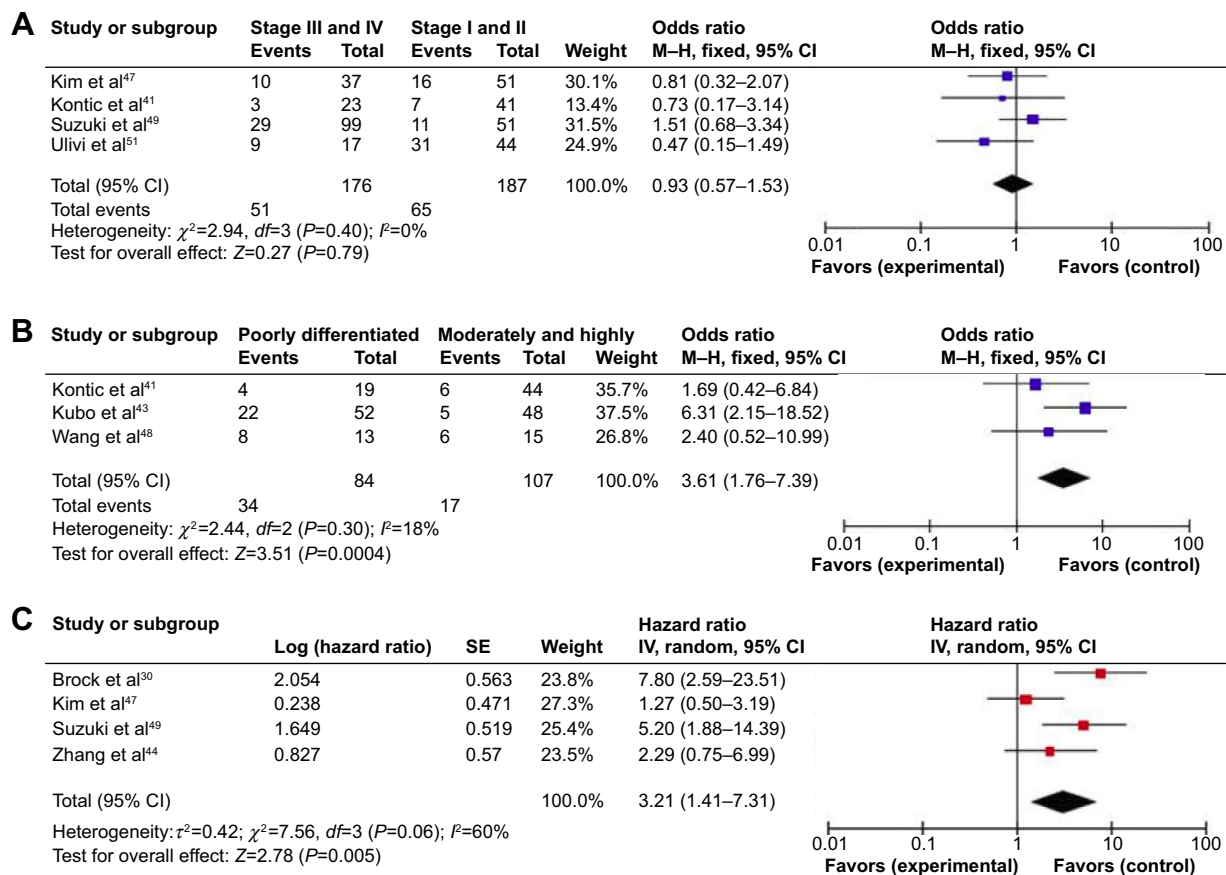 A
Study or subgroup Stage III and IV Stage I and II Odds ratio Odds ratio
Events Total Events Total Weight M–H, fixed, 95% CI M–H, fixed, 95% CI
Kim et al47 10 37 16 51 30.1% 0.81 (0.32–2.07)
Kontic et al41 3 23 7 41 13.4% 0.73 (0.17–3.14)
Suzuki et al49 29 99 11 51 31.5% 1.51 (0.68–3.34)
Ulivi et al51 9 17 31 44 24.9% 0.47 (0.15–1.49)
Total (95% CI) 176 187 100.0% 0.93 (0.57–1.53)
Total events 51 65
Heterogeneity: χ2=2.94, df=3 (P=0.40); I2=0%
Test for overall effect: Z=0.27 (P=0.79)
0.01 0.1 1 10 100
Favors (experimental) Favors (control)
B
Study or subgroup Poorly differentiated Moderately and highly Odds ratio Odds ratio
Events Total Events Total Weight M–H, fixed, 95% CI M–H, fixed, 95% CI
Kontic et al41 4 19 6 44 35.7% 1.69 (0.42–6.84)
Kubo et al43 22 52 5 48 37.5% 6.31 (2.15–18.52)
Wang et al48 8 13 6 15 26.8% 2.40 (0.52–10.99)
Total (95% CI) 84 107 100.0% 3.61 (1.76–7.39)
Total events 34 17
Heterogeneity: χ2=2.44, df=2 (P=0.30); I2=18%
Test for overall effect: Z=3.51 (P=0.0004)
0.01 0.1 1 10 100
Favors (experimental) Favors (control)
C
Study or subgroup Hazard ratio Hazard ratio
Log (hazard ratio) SE Weight IV, random, 95% CI IV, random, 95% CI
Brock et al30 2.054 0.563 23.8% 7.80 (2.59–23.51)
Kim et al47 0.238 0.471 27.3% 1.27 (0.50–3.19)
Suzuki et al49 1.649 0.519 25.4% 5.20 (1.88–14.39)
Zhang et al44 0.827 0.57 23.5% 2.29 (0.75–6.99)
Total (95% CI) 100.0% 3.21 (1.41–7.31)
Heterogeneity:τ2=0.42; χ2=7.56, df=3 (P=0.06); I2=60%
Test for overall effect: Z=2.78 (P=0.005)
0.01 0.1 1 10 100
Favors (experimental) Favors (control)